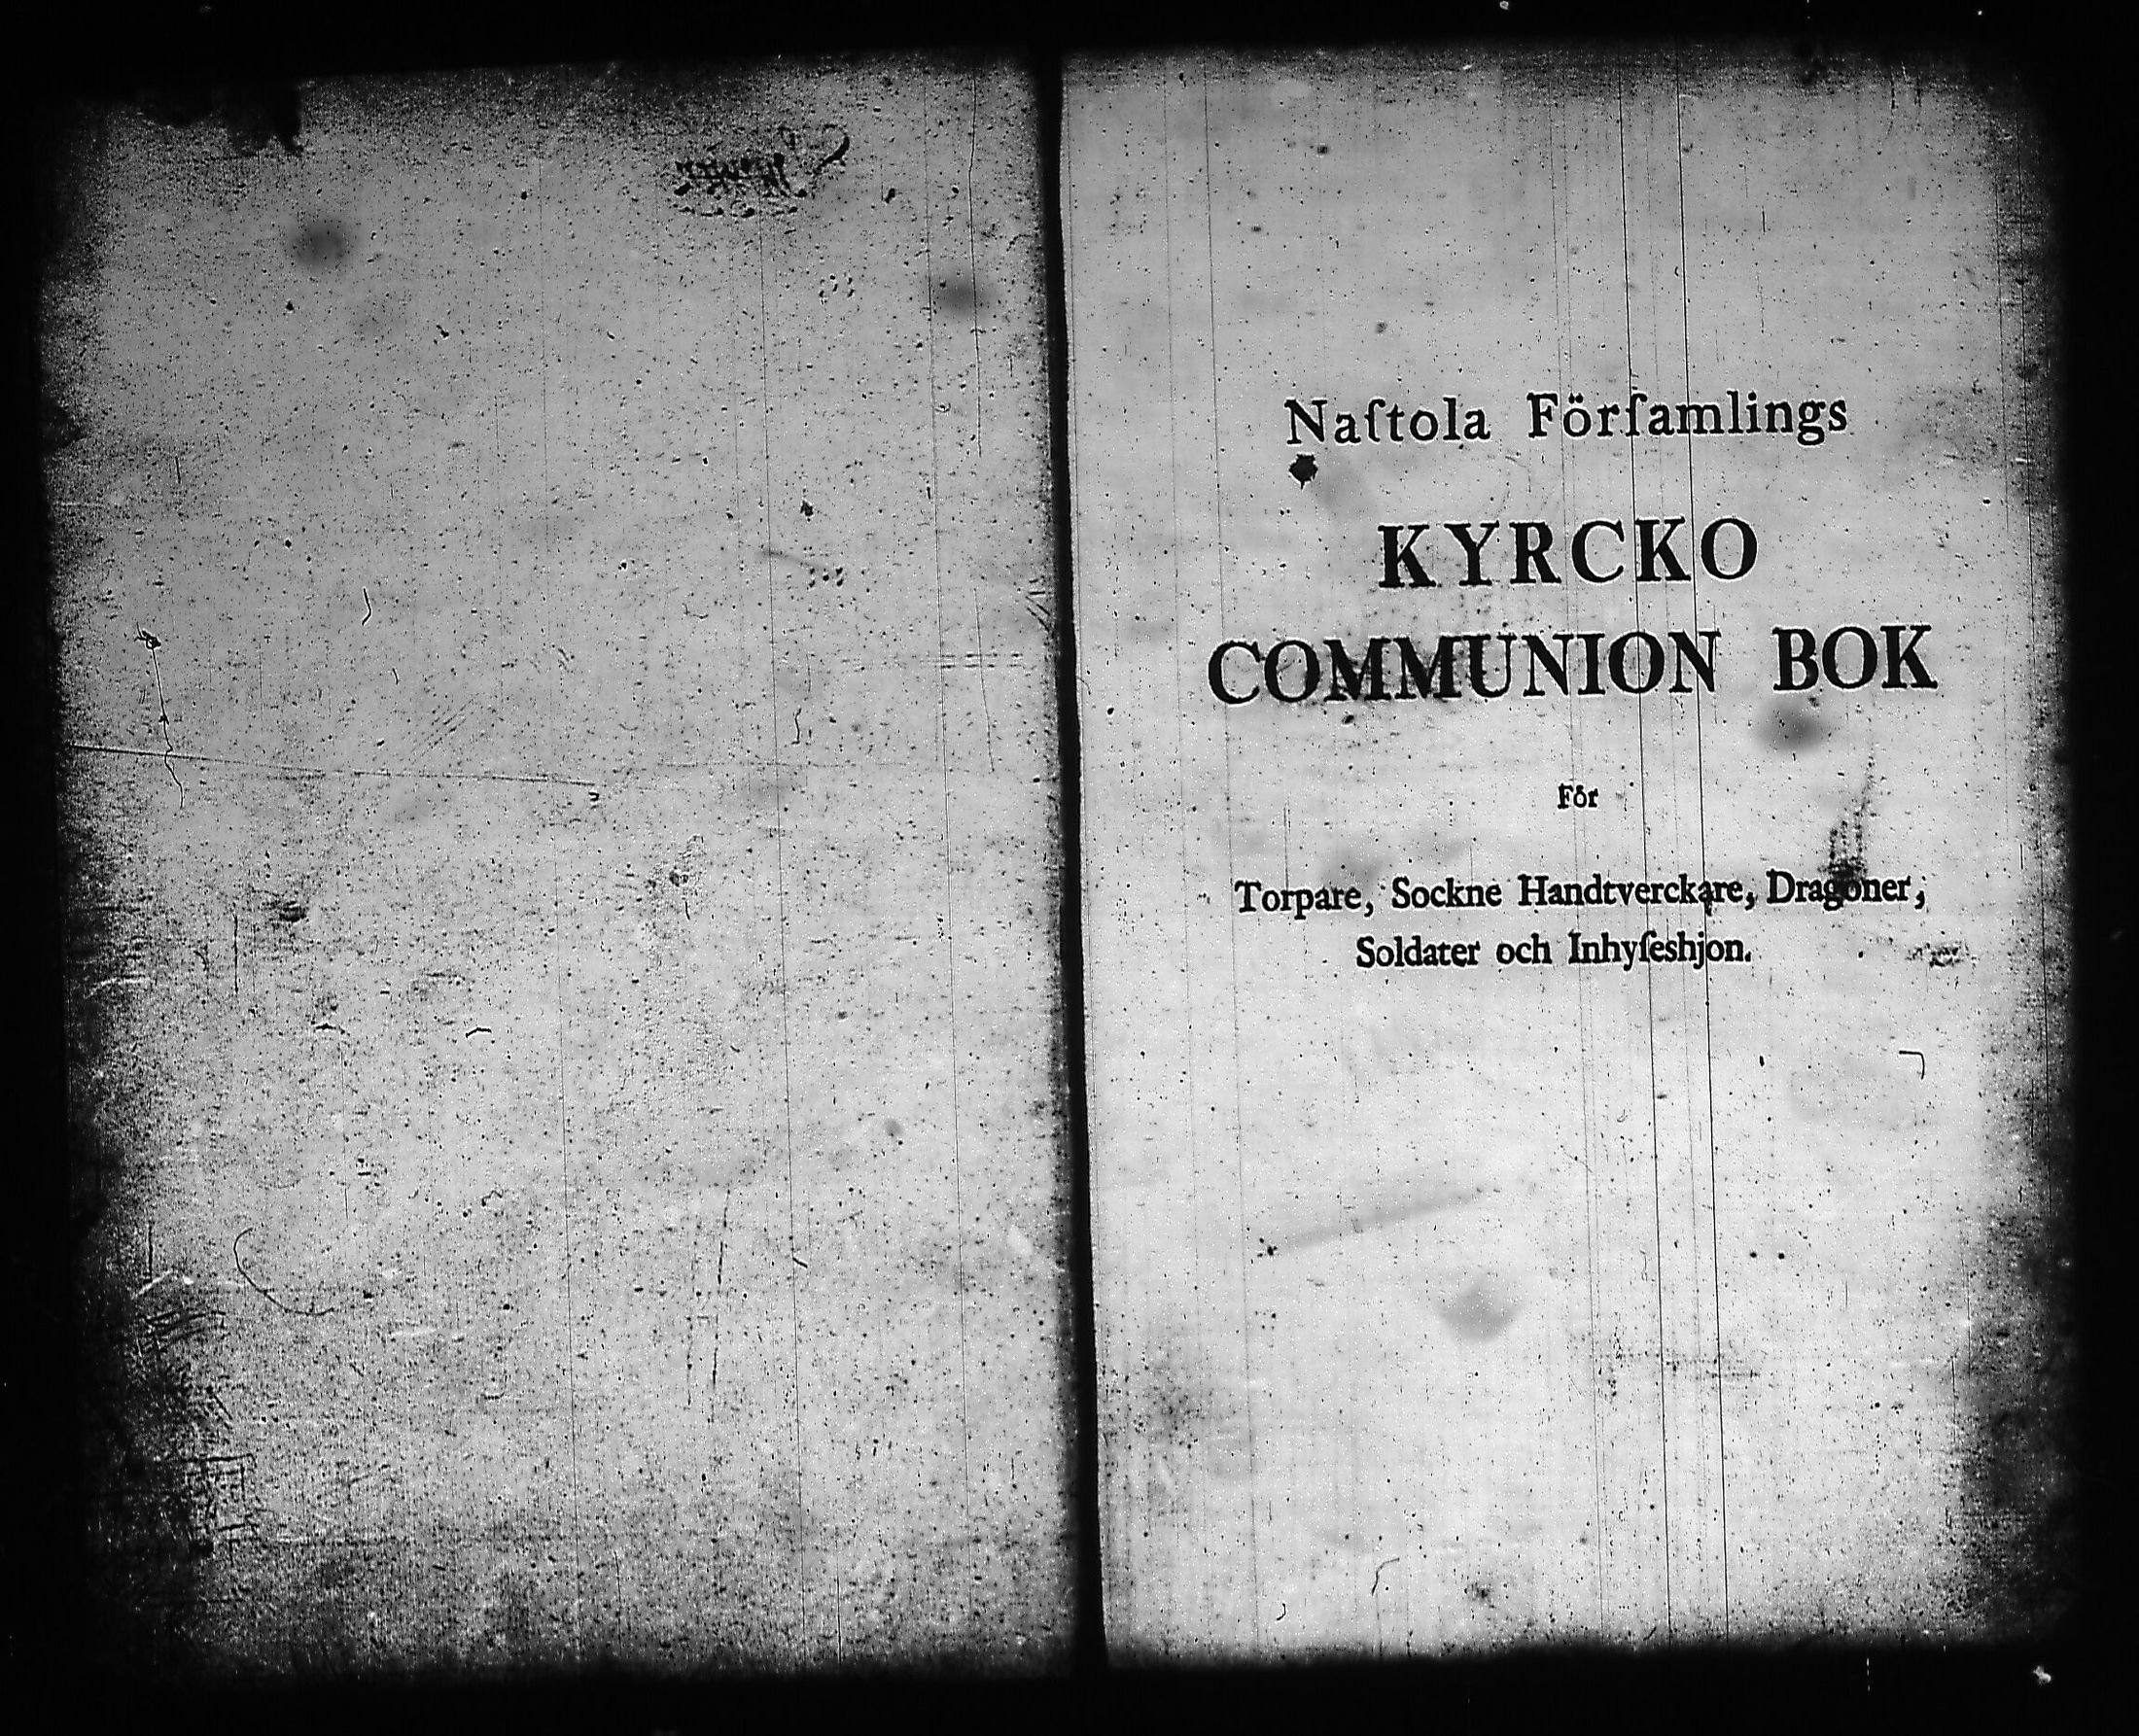 Naſtola Förſamlings
KYRCKO
COMMUNION BOK
För
Torpare, Sockne Handtverckare, Dragoner,
Soldater och Inhyſeshjon.